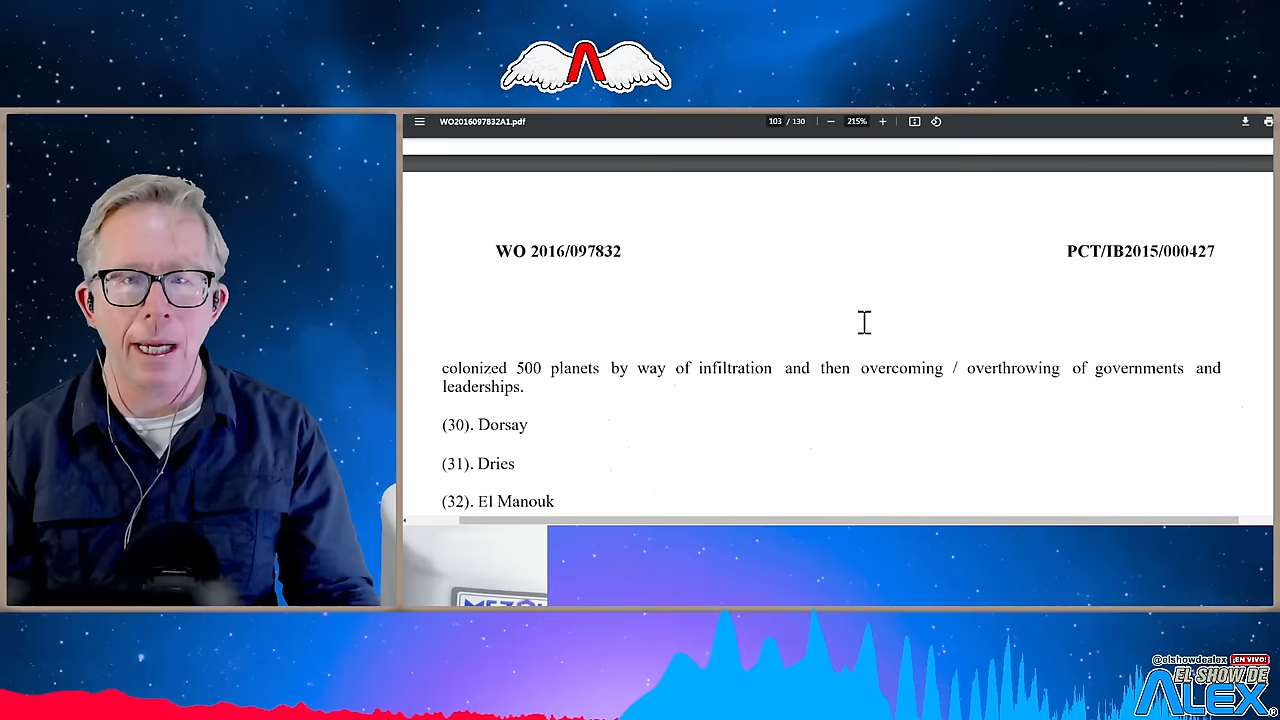 WO2016097832A1.pdf
103 / 130
215%
WO 2016/097832
PCT/IB2015/000427
colonized 500 planets by way of infiltration and then overcoming / overthrowing of governments and
leaderships.
(30). Dorsay
(31). Dries
(32). El Manouk
@elshowdealex ¡EN VIVO!
EL SHOW DE
ALEX